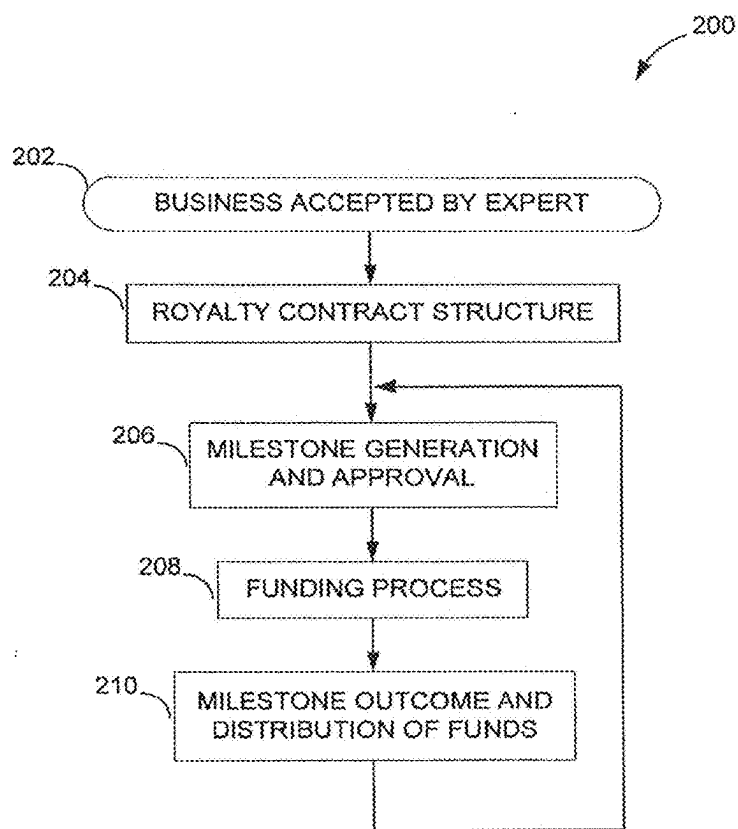 200
202
BUSINESS ACCEPTED BY EXPERT
204
ROYALTY CONTRACT STRUCTURE
206
MILESTONE GENERATION
AND APPROVAL
208
FUNDING PROCESS
210
MILESTONE OUTCOME AND
DISTRIBUTION OF FUNDS